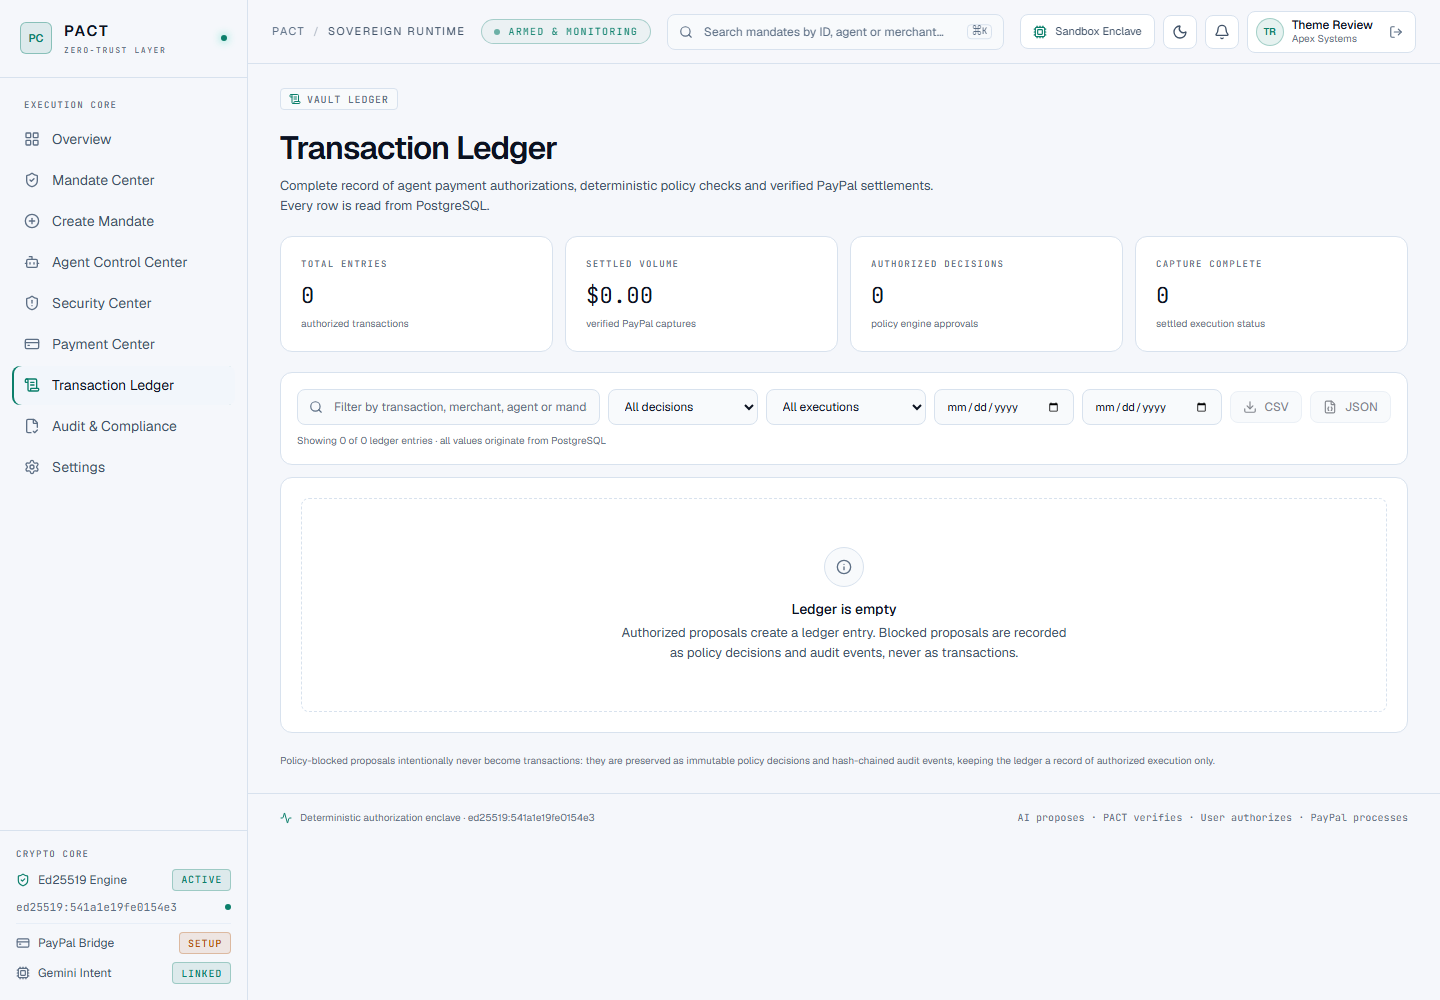 PC
PACT
ZERO-TRUST LAYER
EXECUTION CORE
Overview
Mandate Center
Create Mandate
Agent Control Center
Security Center
Payment Center
Transaction Ledger
Audit & Compliance
Settings
CRYPTO CORE
Ed25519 Engine ACTIVE
ed25519:541a1e19fe0154e3
PayPal Bridge SETUP
Gemini Intent LINKED
PACT / SOVEREIGN RUNTIME
ARMED & MONITORING
Search mandates by ID, agent or merchant… ⌘K
Sandbox Enclave
TR
Theme Review
Apex Systems
VAULT LEDGER
Transaction Ledger
Complete record of agent payment authorizations, deterministic policy checks and verified PayPal settlements.
Every row is read from PostgreSQL.
TOTAL ENTRIES
0
authorized transactions
SETTLED VOLUME
$0.00
verified PayPal captures
AUTHORIZED DECISIONS
0
policy engine approvals
CAPTURE COMPLETE
0
settled execution status
Filter by transaction, merchant, agent or mand
All decisions
All executions
mm/dd/yyyy
mm/dd/yyyy
CSV
JSON
Showing 0 of 0 ledger entries · all values originate from PostgreSQL
Ledger is empty
Authorized proposals create a ledger entry. Blocked proposals are recorded
as policy decisions and audit events, never as transactions.
Policy-blocked proposals intentionally never become transactions: they are preserved as immutable policy decisions and hash-chained audit events, keeping the ledger a record of authorized execution only.
Deterministic authorization enclave · ed25519:541a1e19fe0154e3
AI proposes · PACT verifies · User authorizes · PayPal processes